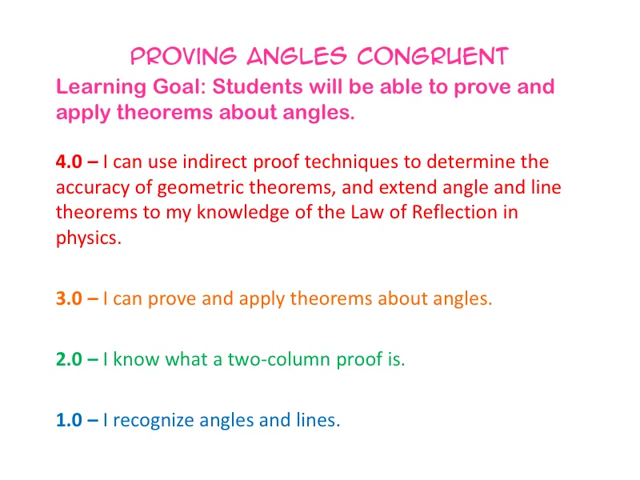 PROVING ANGLES CONGRUENT
Learning Goal: Students will be able to prove and
apply theorems about angles.
4.0 – I can use indirect proof techniques to determine the
accuracy of geometric theorems, and extend angle and line
theorems to my knowledge of the Law of Reflection in
physics.
3.0 – I can prove and apply theorems about angles.
2.0 – I know what a two-column proof is.
1.0 – I recognize angles and lines.